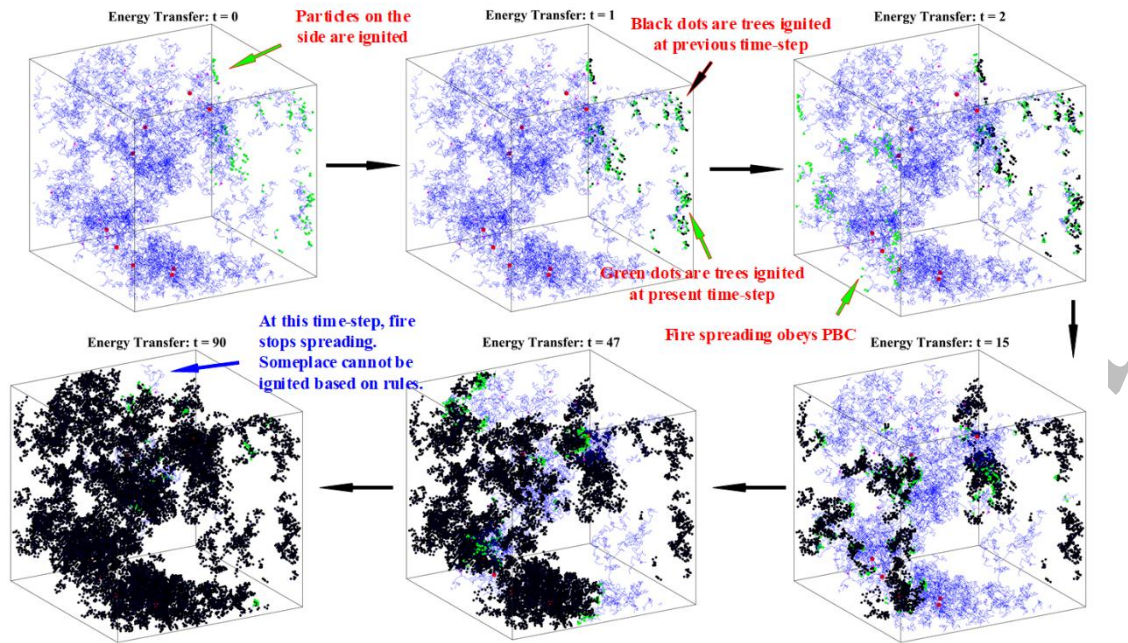 Energy Transfer: t = 0
Particles on the
side are ignited
Energy Transfer: t = 1
Black dots are trees ignited
at previous time-step
Energy Transfer: t = 2
Green dots are trees ignited
at present time-step
Fire spreading obeys PBC
Energy Transfer: t = 90
At this time-step, fire
stops spreading.
Someplace cannot be
ignited based on rules.
Energy Transfer: t = 47
Energy Transfer: t = 15